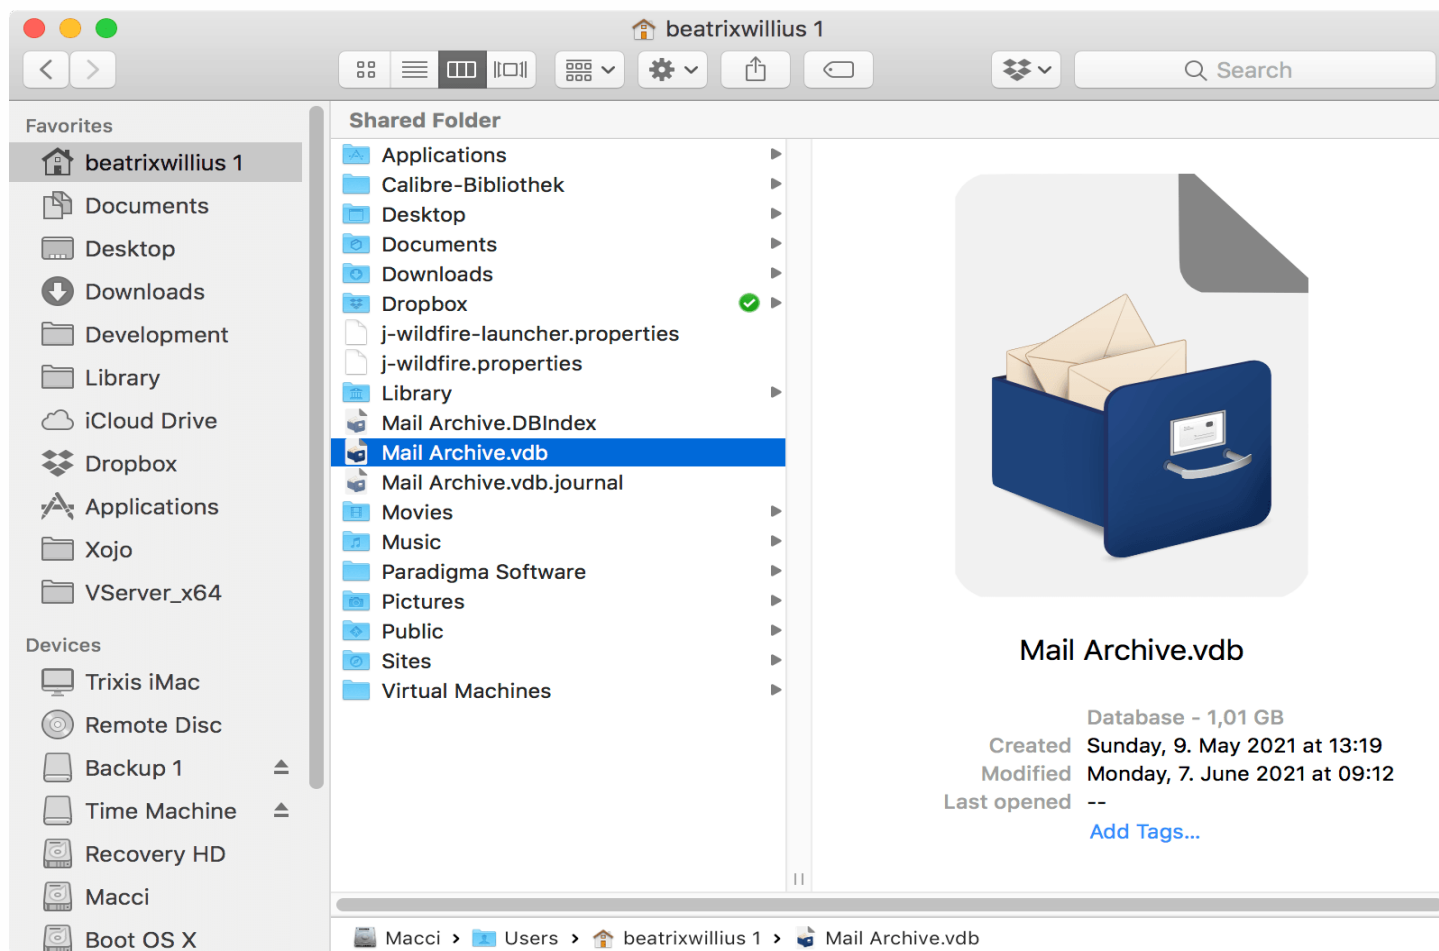 beatrixwillius 1
Search
Favorites
beatrixwillius 1
Documents
Desktop
Downloads
Development
Library
iCloud Drive
Dropbox
Applications
Xojo
VServer_x64
Devices
Trixis iMac
Remote Disc
Backup 1
Time Machine
Recovery HD
Macci
Boot OS X
Shared Folder
Applications
Calibre-Bibliothek
Desktop
Documents
Downloads
Dropbox
j-wildfire-launcher.properties
j-wildfire.properties
Library
Mail Archive.DBIndex
Mail Archive.vdb
Mail Archive.vdb.journal
Movies
Music
Paradigma Software
Pictures
Public
Sites
Virtual Machines
Mail Archive.vdb
Database - 1,01 GB
Created Sunday, 9. May 2021 at 13:19
Modified Monday, 7. June 2021 at 09:12
Last opened --
Add Tags...
Macci › Users › beatrixwillius 1 › Mail Archive.vdb